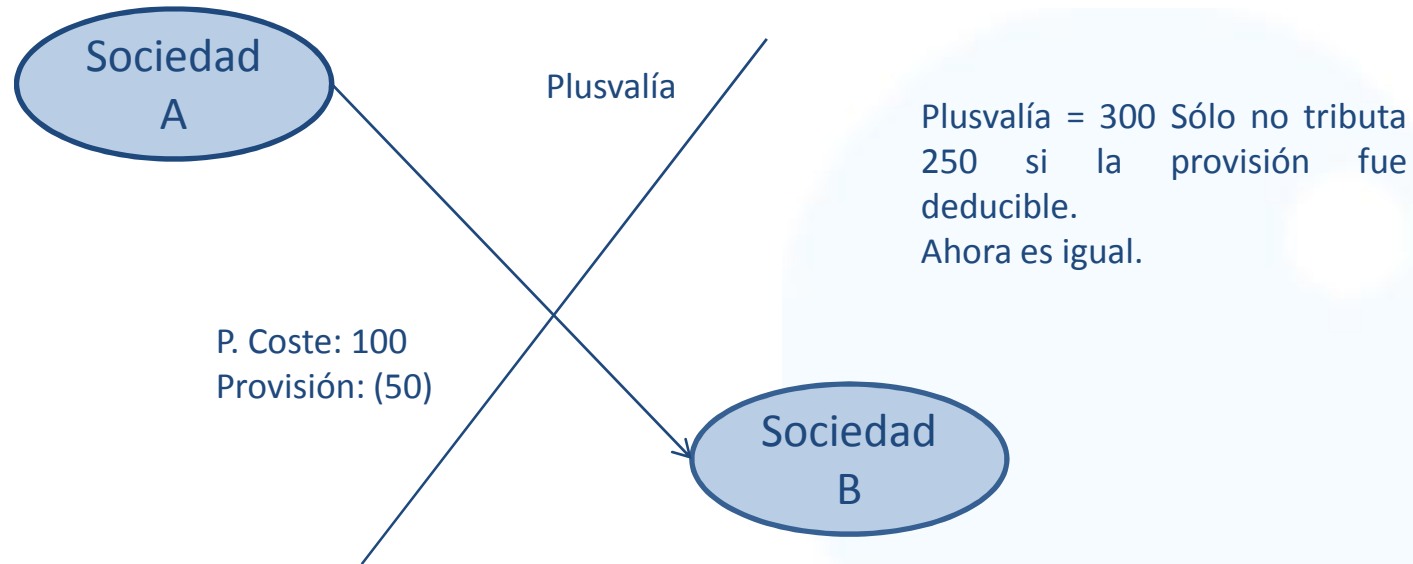 Sociedad
A
Plusvalía
Plusvalía = 300 Sólo no tributa
250 si la provisión fue
deducible.
Ahora es igual.
P. Coste: 100
Provisión: (50)
Sociedad
B